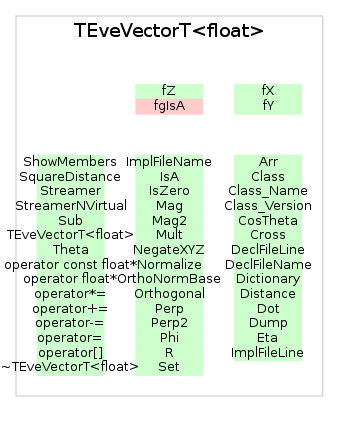 TEveVectorT<float>
fZ fX
fgIsA fY
ShowMembers ImplFileName Arr
SquareDistance IsA Class
Streamer IsZero Class_Name
StreamerNVirtual Mag Class_Version
Sub Mag2 CosTheta
TEveVectorT<float> Mult Cross
Theta NegateXYZ DeclFileLine
operator const float* Normalize DeclFileName
operator float* OrthoNormBase Dictionary
operator*= Orthogonal Distance
operator+= Perp Dot
operator-= Perp2 Dump
operator= Phi Eta
operator[] R ImplFileLine
~TEveVectorT<float> Set